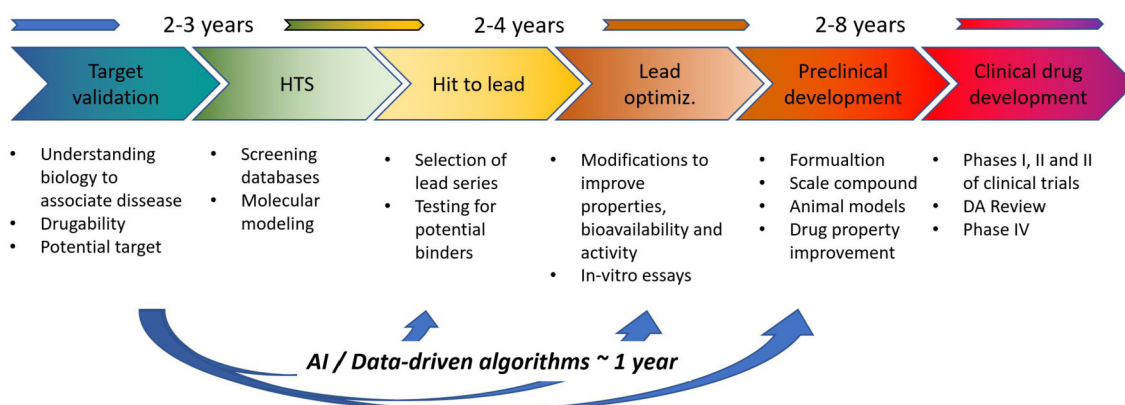 2-3 years
2-4 years
2-8 years
Target
validation
HTS
Hit to lead
Lead
optimiz.
Preclinical
development
Clinical drug
development
• Understanding
biology to
associate dissease
• Drugability
• Potential target
• Screening
databases
• Molecular
modeling
• Selection of
lead series
• Testing for
potential
binders
• Modifications to
improve
properties,
bioavailability and
activity
• In-vitro essays
• Formualtion
• Scale compound
• Animal models
• Drug property
improvement
• Phases I, II and II
of clinical trials
• DA Review
• Phase IV
AI / Data-driven algorithms ~ 1 year